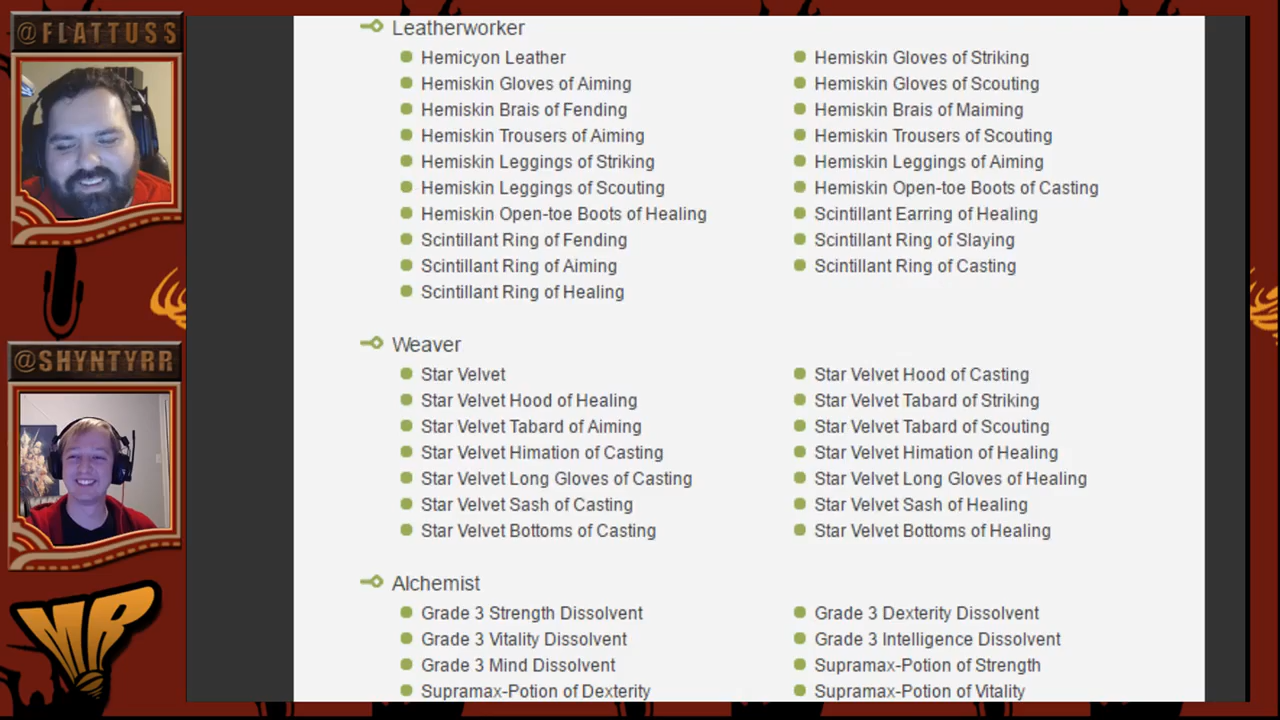 @FLATTUSS
@SHYNTYRR
MR
Leatherworker
Hemicyon Leather
Hemiskin Gloves of Striking
Hemiskin Gloves of Aiming
Hemiskin Gloves of Scouting
Hemiskin Brais of Fending
Hemiskin Brais of Maiming
Hemiskin Trousers of Aiming
Hemiskin Trousers of Scouting
Hemiskin Leggings of Striking
Hemiskin Leggings of Aiming
Hemiskin Leggings of Scouting
Hemiskin Open-toe Boots of Casting
Hemiskin Open-toe Boots of Healing
Scintillant Earring of Healing
Scintillant Ring of Fending
Scintillant Ring of Slaying
Scintillant Ring of Aiming
Scintillant Ring of Casting
Scintillant Ring of Healing
Weaver
Star Velvet
Star Velvet Hood of Casting
Star Velvet Hood of Healing
Star Velvet Tabard of Striking
Star Velvet Tabard of Aiming
Star Velvet Tabard of Scouting
Star Velvet Himation of Casting
Star Velvet Himation of Healing
Star Velvet Long Gloves of Casting
Star Velvet Long Gloves of Healing
Star Velvet Sash of Casting
Star Velvet Sash of Healing
Star Velvet Bottoms of Casting
Star Velvet Bottoms of Healing
Alchemist
Grade 3 Strength Dissolvent
Grade 3 Dexterity Dissolvent
Grade 3 Vitality Dissolvent
Grade 3 Intelligence Dissolvent
Grade 3 Mind Dissolvent
Supramax-Potion of Strength
Supramax-Potion of Dexterity
Supramax-Potion of Vitality